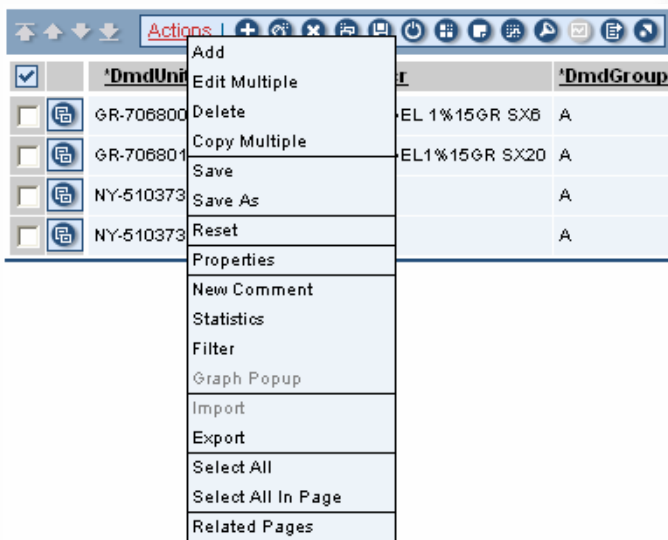 Actions
*DmdUnit *DmdGroup
GR-706800 EL 1%15GR SX6 A
GR-706801 EL1%15GR SX20 A
NY-510373 A
NY-510373 A
Add
Edit Multiple
Delete
Copy Multiple
Save
Save As
Reset
Properties
New Comment
Statistics
Filter
Graph Popup
Import
Export
Select All
Select All In Page
Related Pages